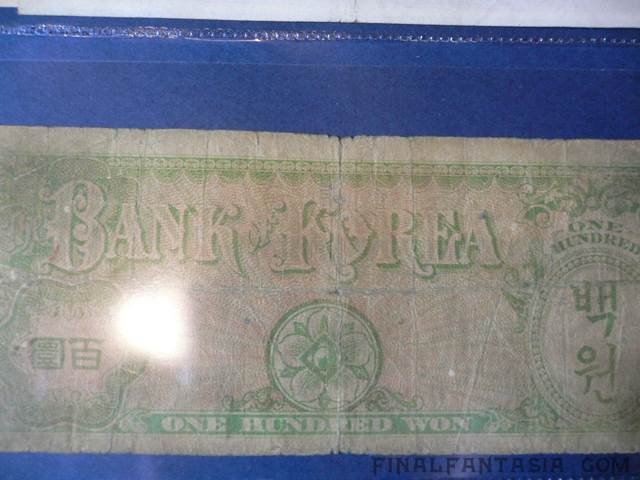 BANK OF KOREA
ONE
HUNDRED
백
원
百圓
ONE HUNDRED WON
FINALFANTASIA.COM